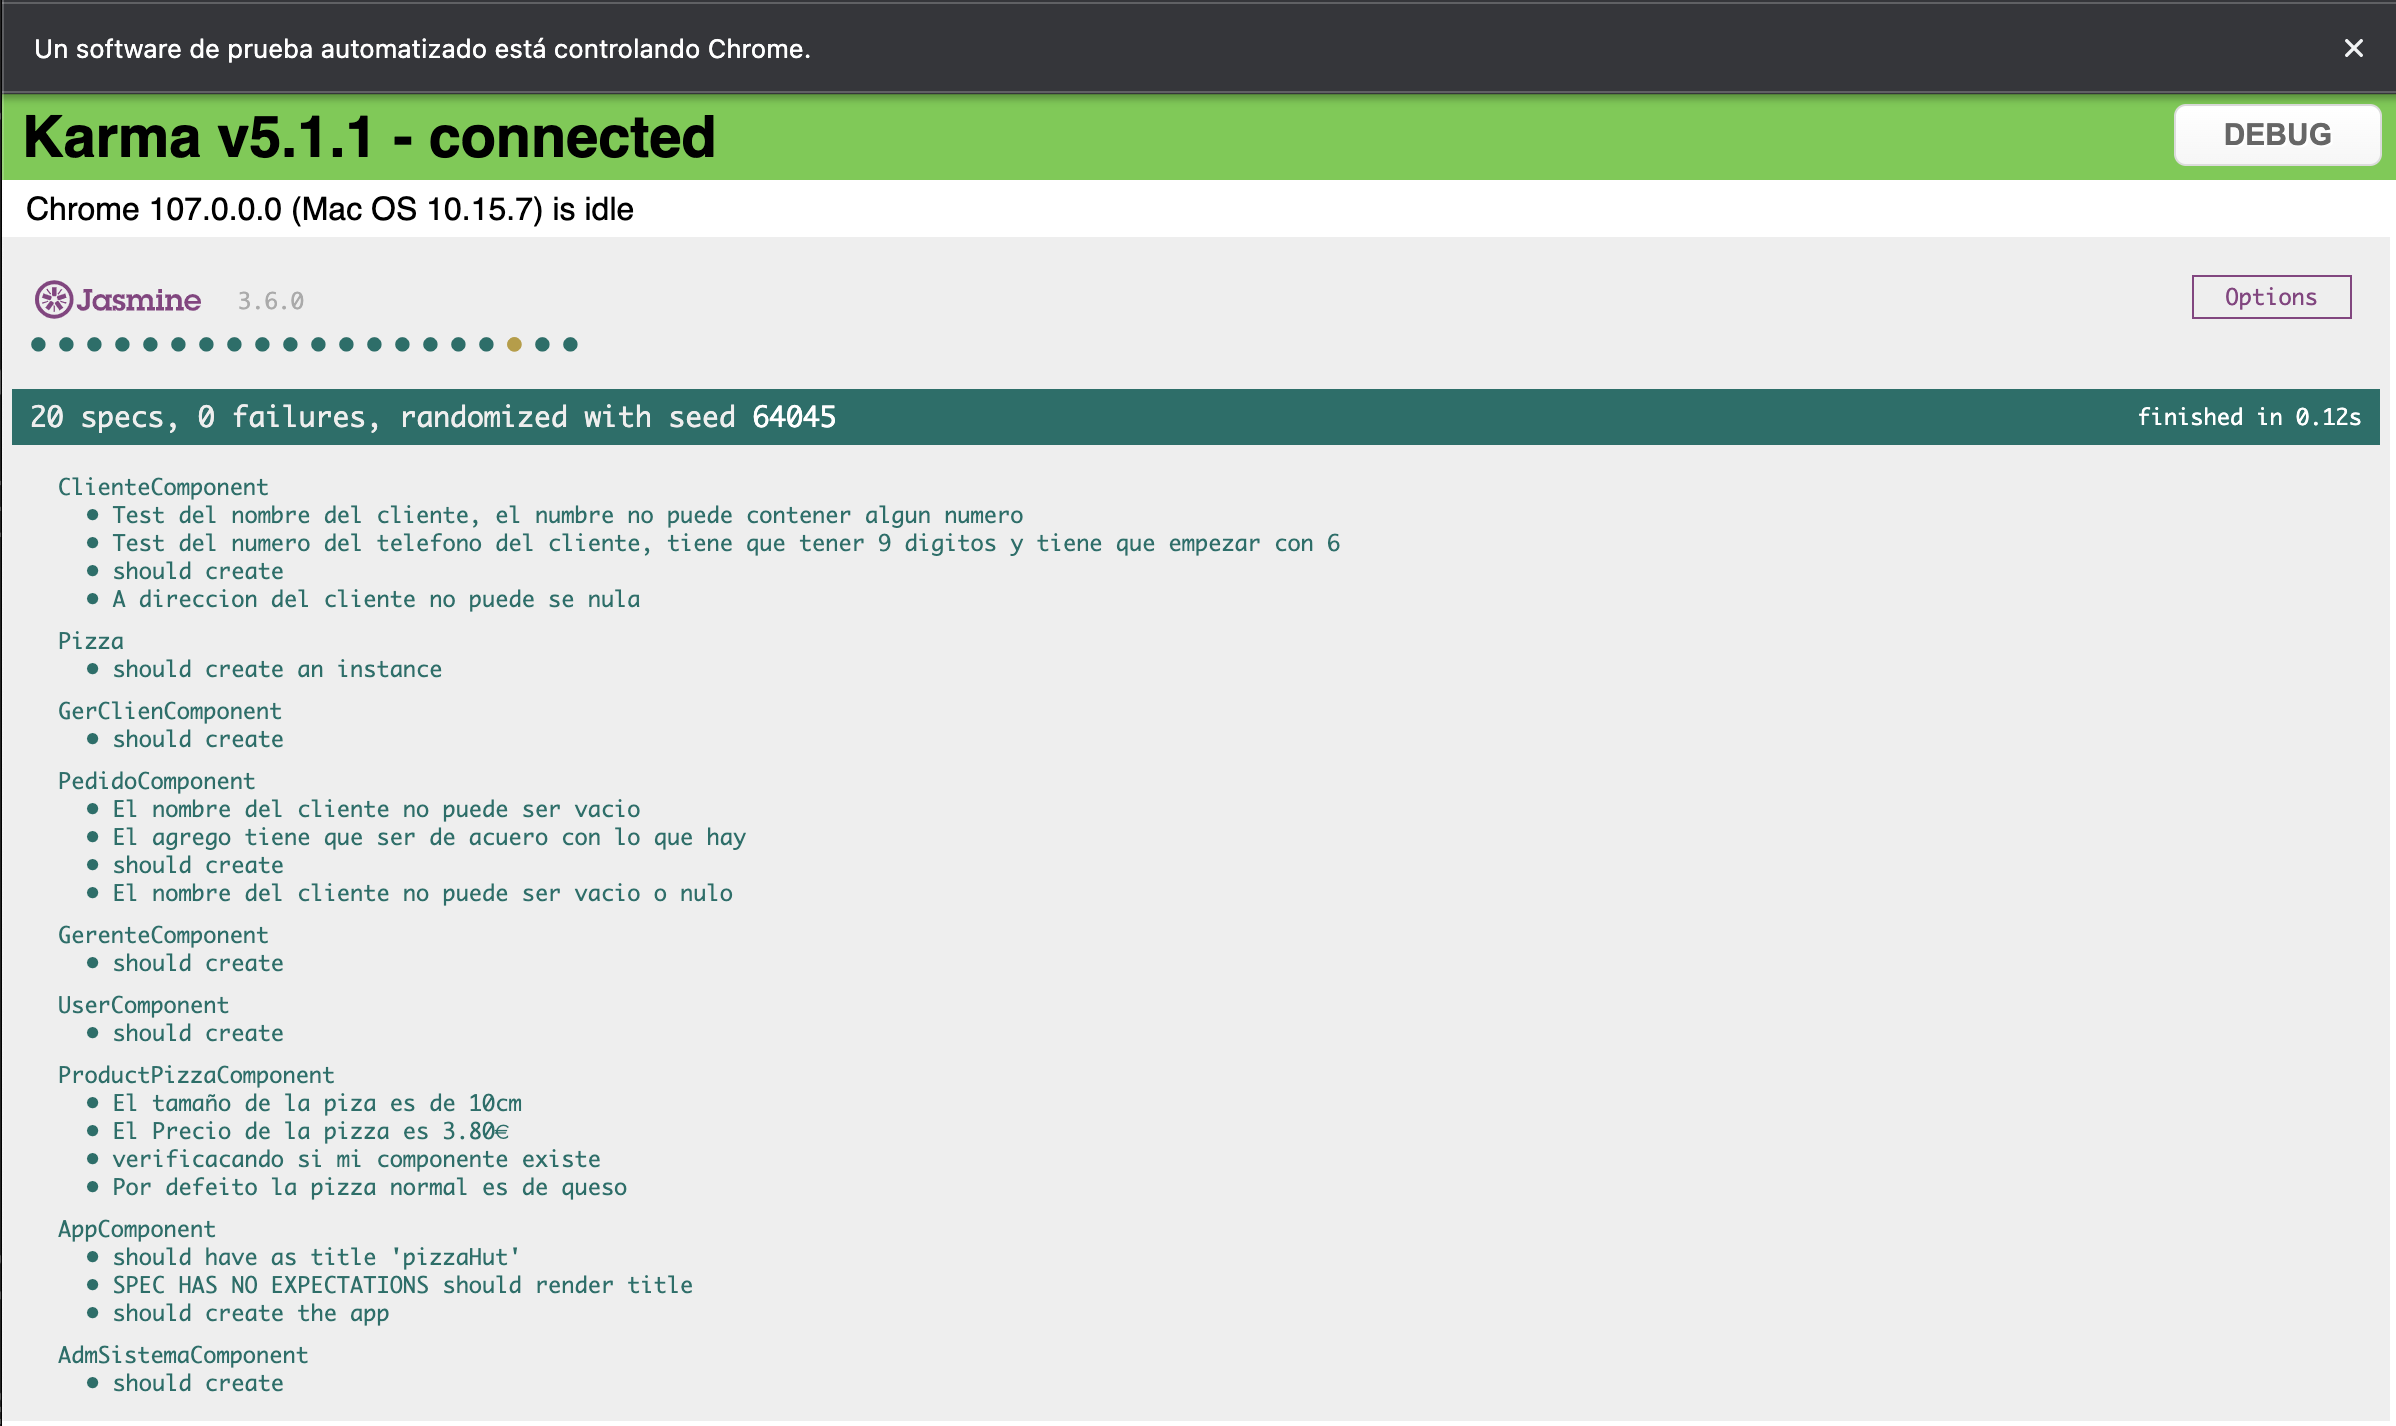 Un software de prueba automatizado está controlando Chrome.
Karma v5.1.1 - connected
DEBUG
Chrome 107.0.0.0 (Mac OS 10.15.7) is idle
Jasmine 3.6.0
Options
20 specs, 0 failures, randomized with seed 64045
finished in 0.12s
ClienteComponent
• Test del nombre del cliente, el numbre no puede contener algun numero
• Test del numero del telefono del cliente, tiene que tener 9 digitos y tiene que empezar con 6
• should create
• A direccion del cliente no puede se nula
Pizza
• should create an instance
GerClienComponent
• should create
PedidoComponent
• El nombre del cliente no puede ser vacio
• El agrego tiene que ser de acuero con lo que hay
• should create
• El nombre del cliente no puede ser vacio o nulo
GerenteComponent
• should create
UserComponent
• should create
ProductPizzaComponent
• El tamaño de la piza es de 10cm
• El Precio de la pizza es 3.80€
• verificacando si mi componente existe
• Por defeito la pizza normal es de queso
AppComponent
• should have as title 'pizzaHut'
• SPEC HAS NO EXPECTATIONS should render title
• should create the app
AdmSistemaComponent
• should create